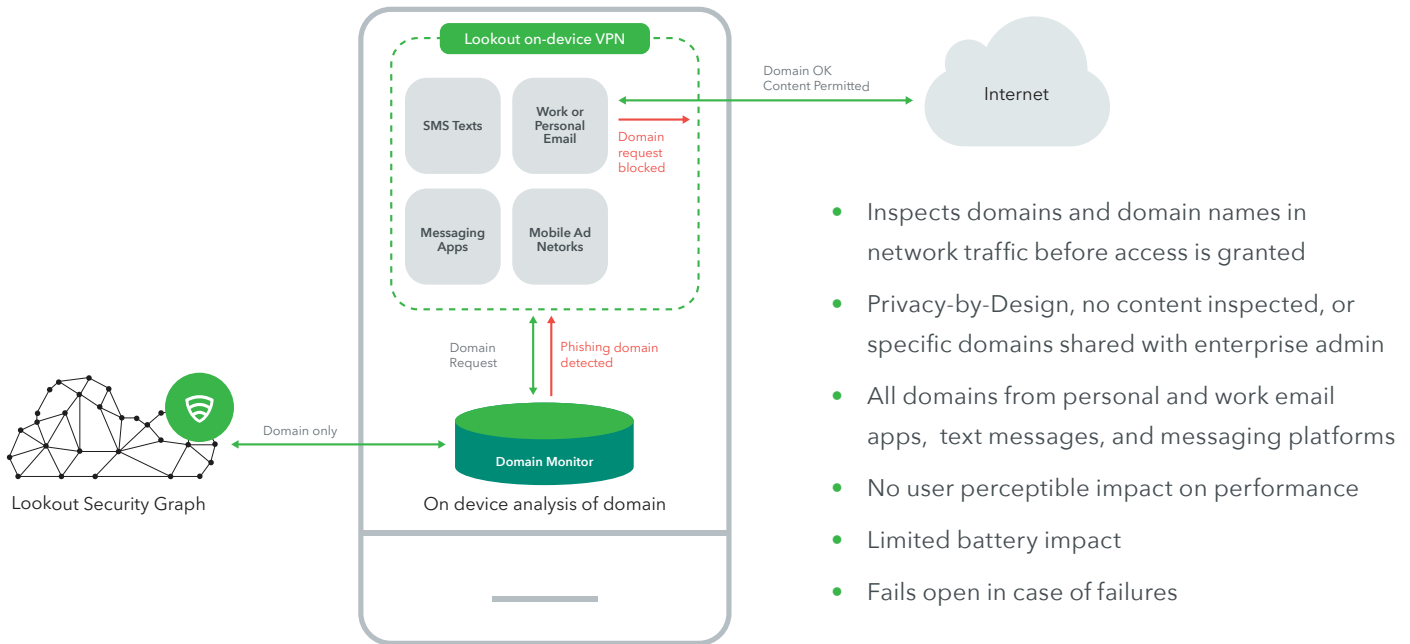 Lookout on-device VPN
SMS Texts
Work or
Personal
Email
Messaging
Apps
Mobile Ad
Netorks
Domain
request
blocked
Domain OK
Content Permitted
Internet
Domain
Request
Phishing domain
detected
Domain only
Domain Monitor
On device analysis of domain
Lookout Security Graph
• Inspects domains and domain names in
network traffic before access is granted
• Privacy-by-Design, no content inspected, or
specific domains shared with enterprise admin
• All domains from personal and work email
apps, text messages, and messaging platforms
• No user perceptible impact on performance
• Limited battery impact
• Fails open in case of failures